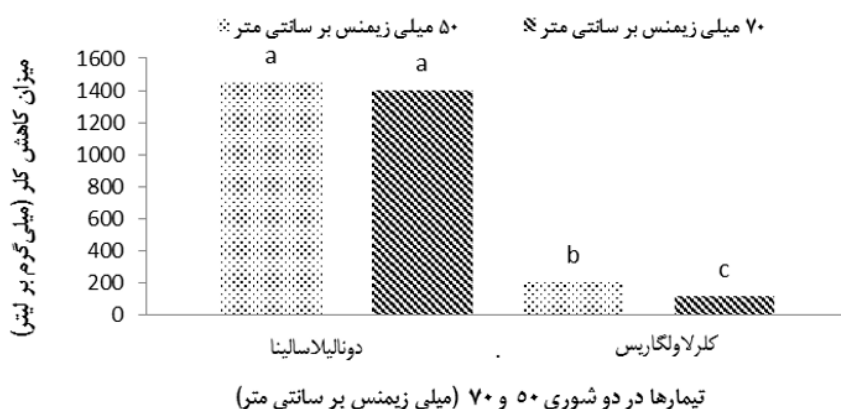 ۵۰ میلی زیمنس بر سانتی متر
۷۰ میلی زیمنس بر سانتی متر
میزان کاهش کلر (میلی‌گرم بر لیتر)
1600
1400
1200
1000
800
600
400
200
0
a
a
b
c
دونالیلاسالینا
کلرلاولگاریس
تیمارها در دو شوری ۵۰ و ۷۰ (میلی زیمنس بر سانتی متر)